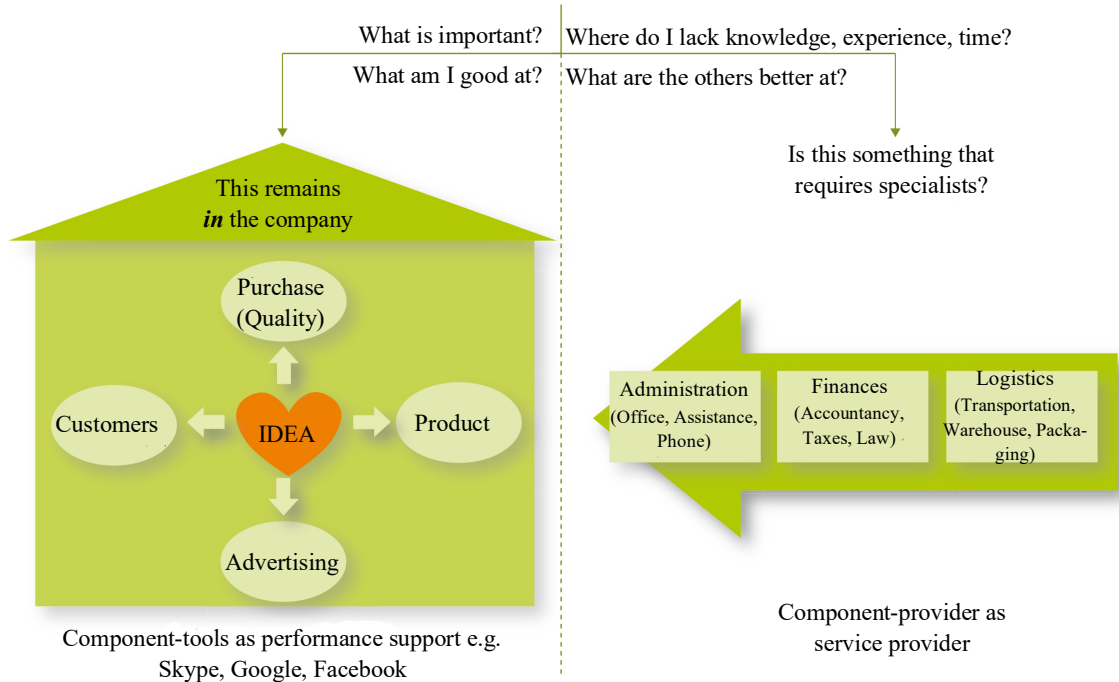 What is important?
What am I good at?
Where do I lack knowledge, experience, time?
What are the others better at?
This remains
in the company
Purchase
(Quality)
Customers
IDEA
Product
Advertising
Component-tools as performance support e.g.
Skype, Google, Facebook
Is this something that
requires specialists?
Administration
(Office, Assistance,
Phone)
Finances
(Accountancy,
Taxes, Law)
Logistics
(Transportation,
Warehouse, Packa-
ging)
Component-provider as
service provider